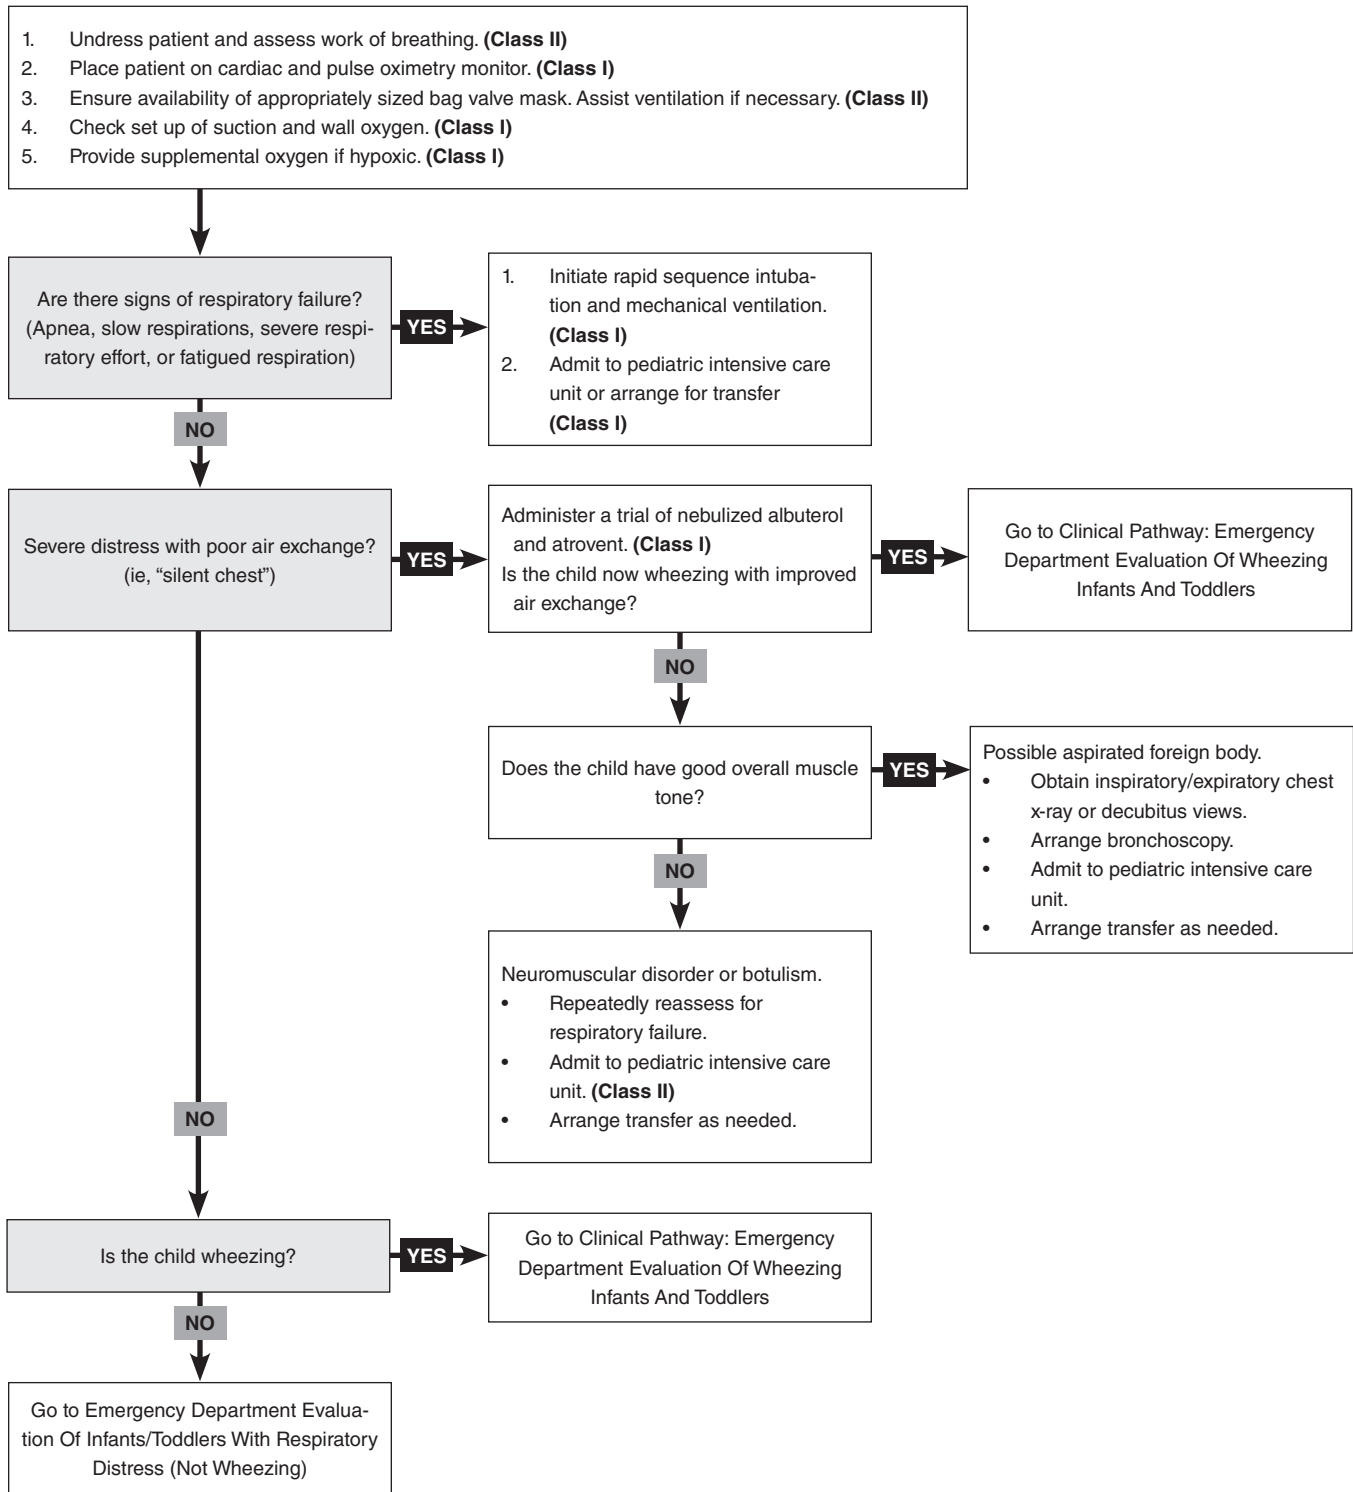 1. Undress patient and assess work of breathing. (Class II)
2. Place patient on cardiac and pulse oximetry monitor. (Class I)
3. Ensure availability of appropriately sized bag valve mask. Assist ventilation if necessary. (Class II)
4. Check set up of suction and wall oxygen. (Class I)
5. Provide supplemental oxygen if hypoxic. (Class I)
Are there signs of respiratory failure?
(Apnea, slow respirations, severe respi-
ratory effort, or fatigued respiration)
YES
1. Initiate rapid sequence intuba-
tion and mechanical ventilation.
(Class I)
2. Admit to pediatric intensive care
unit or arrange for transfer
(Class I)
NO
Severe distress with poor air exchange?
(ie, “silent chest”)
YES
Administer a trial of nebulized albuterol
and atrovent. (Class I)
Is the child now wheezing with improved
air exchange?
YES
Go to Clinical Pathway: Emergency
Department Evaluation Of Wheezing
Infants And Toddlers
NO
Does the child have good overall muscle
tone?
YES
Possible aspirated foreign body.
• Obtain inspiratory/expiratory chest
x-ray or decubitus views.
• Arrange bronchoscopy.
• Admit to pediatric intensive care
unit.
• Arrange transfer as needed.
NO
Neuromuscular disorder or botulism.
• Repeatedly reassess for
respiratory failure.
• Admit to pediatric intensive care
unit. (Class II)
• Arrange transfer as needed.
NO
Is the child wheezing?
YES
Go to Clinical Pathway: Emergency
Department Evaluation Of Wheezing
Infants And Toddlers
NO
Go to Emergency Department Evalua-
tion Of Infants/Toddlers With Respiratory
Distress (Not Wheezing)